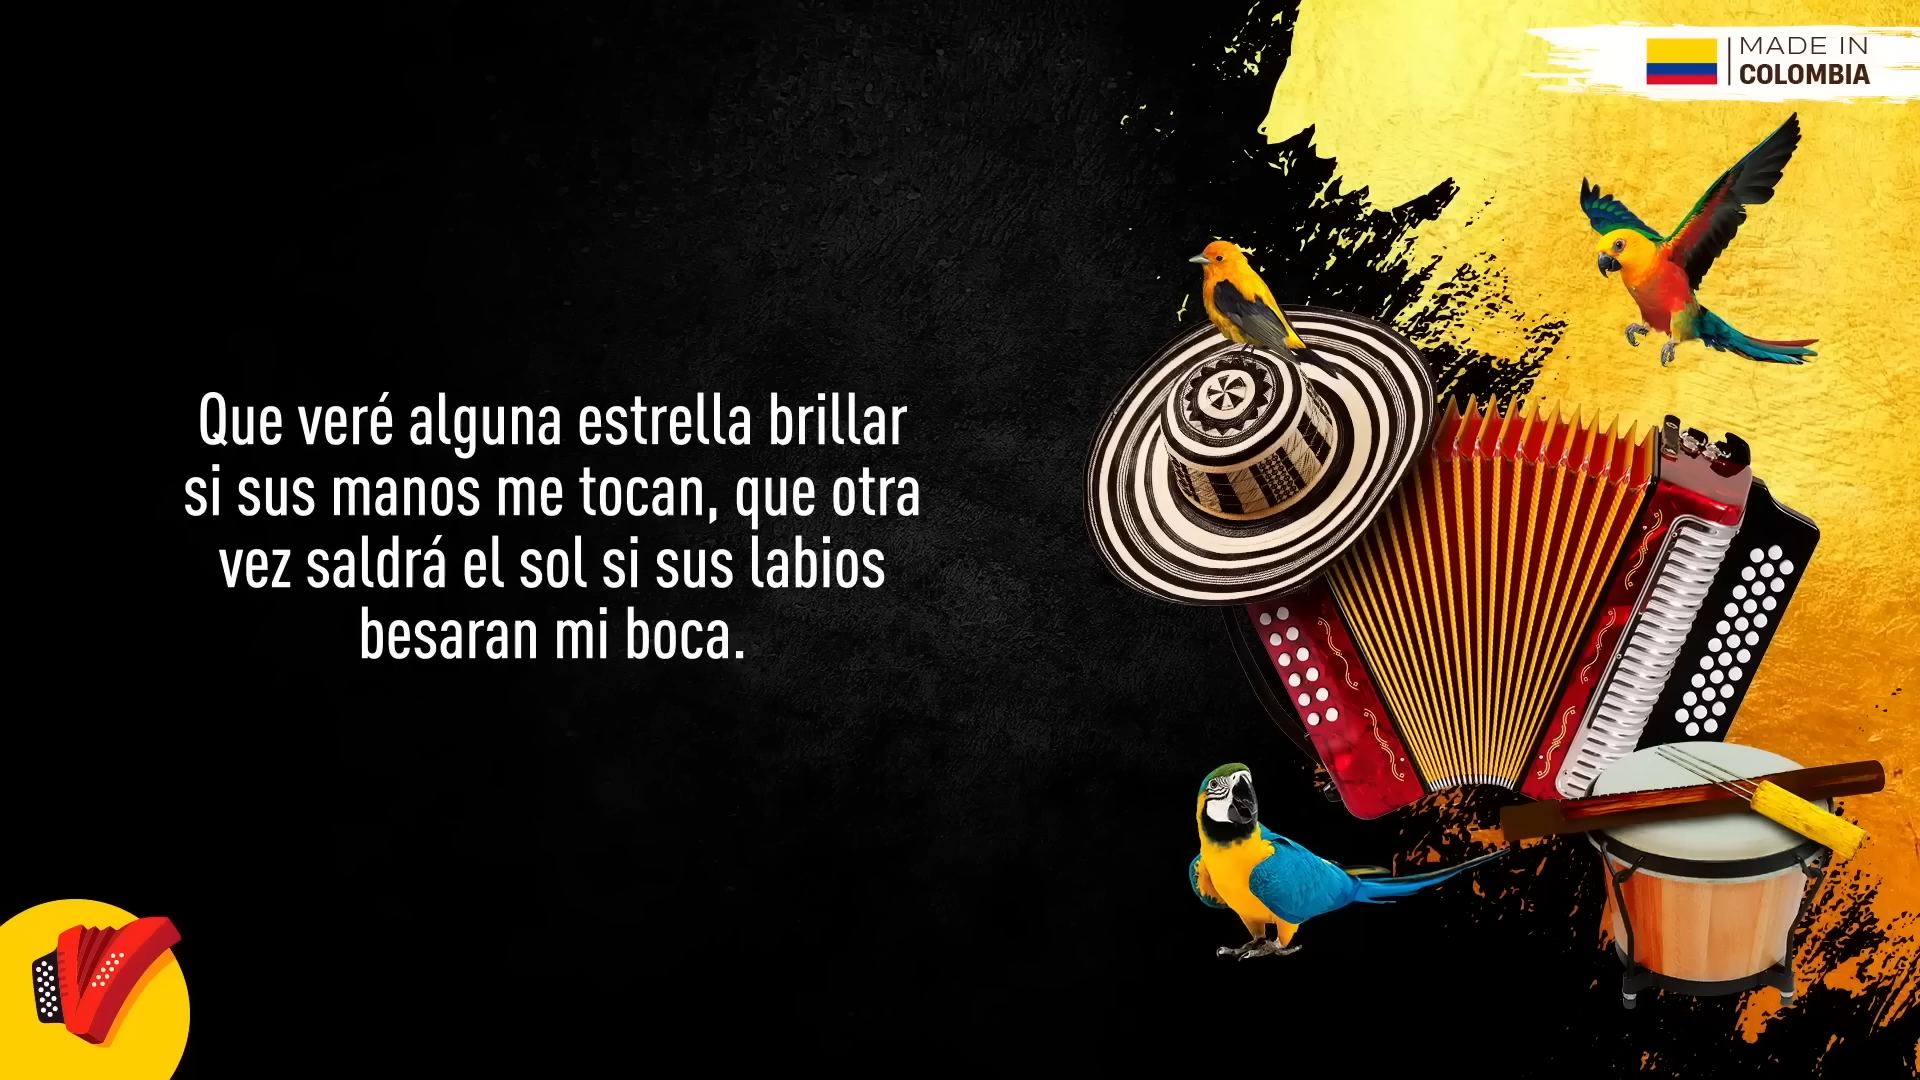 MADE IN
COLOMBIA
Que veré alguna estrella brillar
si sus manos me tocan, que otra
vez saldrá el sol si sus labios
besaran mi boca.